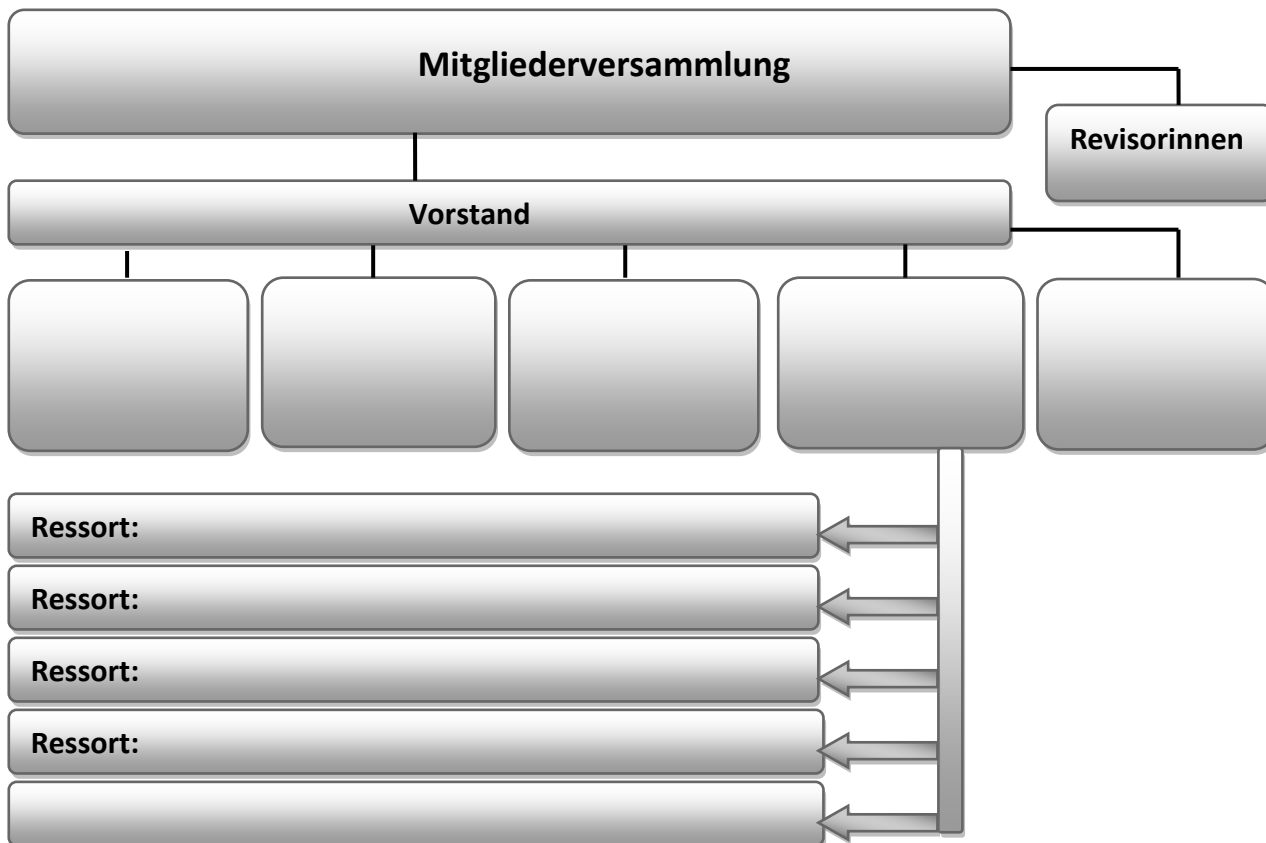 Mitgliederversammlung
Revisorinnen
Vorstand
Ressort:
Ressort:
Ressort:
Ressort: